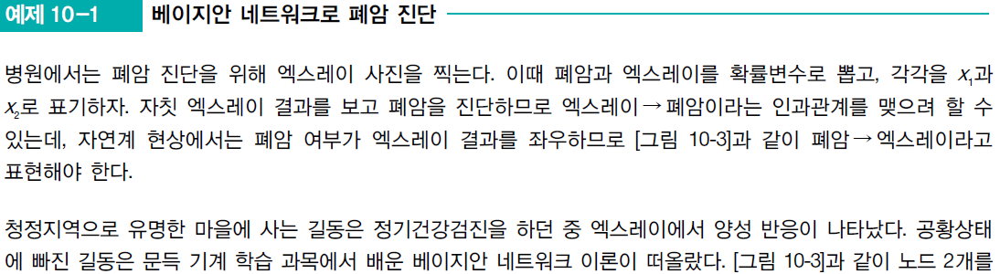 예제 10-1 베이지안 네트워크로 폐암 진단
병원에서는 폐암 진단을 위해 엑스레이 사진을 찍는다. 이때 폐암과 엑스레이를 확률변수로 뽑고, 각각을 x₁과
x₂로 표기하자. 자칫 엑스레이 결과를 보고 폐암을 진단하므로 엑스레이→폐암이라는 인과관계를 맺으려 할 수
있는데, 자연계 현상에서는 폐암 여부가 엑스레이 결과를 좌우하므로 [그림 10-3]과 같이 폐암→엑스레이라고
표현해야 한다.
청정지역으로 유명한 마을에 사는 길동은 정기건강검진을 하던 중 엑스레이에서 양성 반응이 나타났다. 공황상태
에 빠진 길동은 문득 기계 학습 과목에서 배운 베이지안 네트워크 이론이 떠올랐다. [그림 10-3]과 같이 노드 2개를